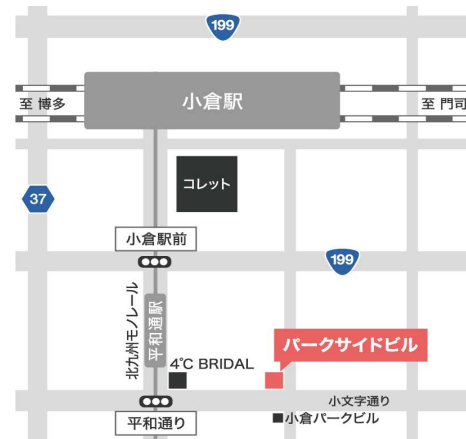 199
小倉駅
至 博多
至 門司
コレット
37
小倉駅前
199
北九州モノレール
平和通駅
パークサイドビル
4℃ BRIDAL
小文字通り
■小倉パークビル
平和通り